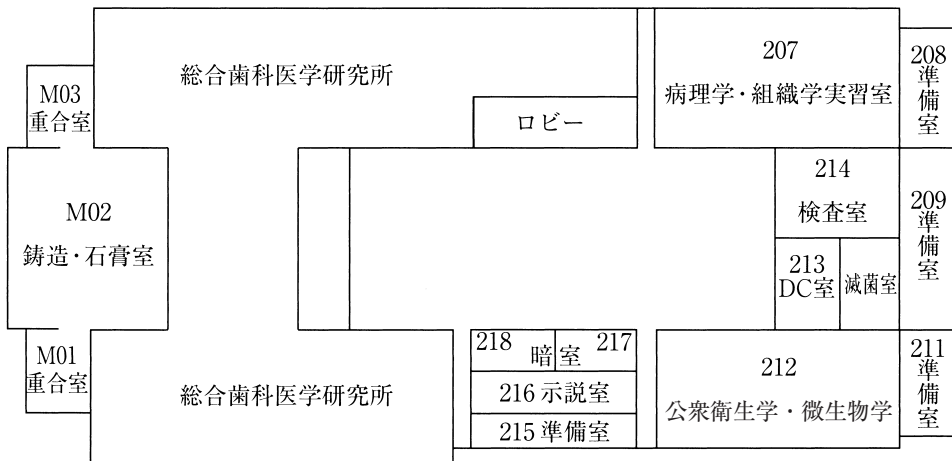 総合歯科医学研究所
207
病理学・組織学実習室
208
準備室
M03
重合室
ロビー
M02
鋳造・石膏室
214
検査室
209
準備室
213
DC室
滅菌室
M01
重合室
218
暗室
217
216 示説室
215 準備室
総合歯科医学研究所
212
公衆衛生学・微生物学
211
準備室